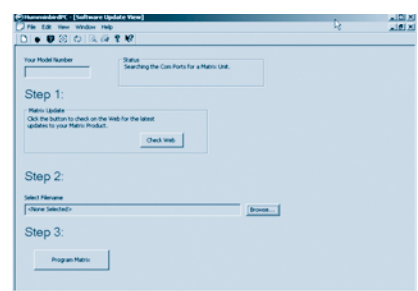 HumminbirdPC - [Software Update View]
File Edit View Window Help
Your Model Number
Status
Searching the Com Ports for a Matrix Unit.
Step 1:
Matrix Update
Click the button to check on the Web for the latest
updates to your Matrix Product.
Check Web
Step 2:
Select Filename
<None Selected>
Browse...
Step 3:
Program Matrix